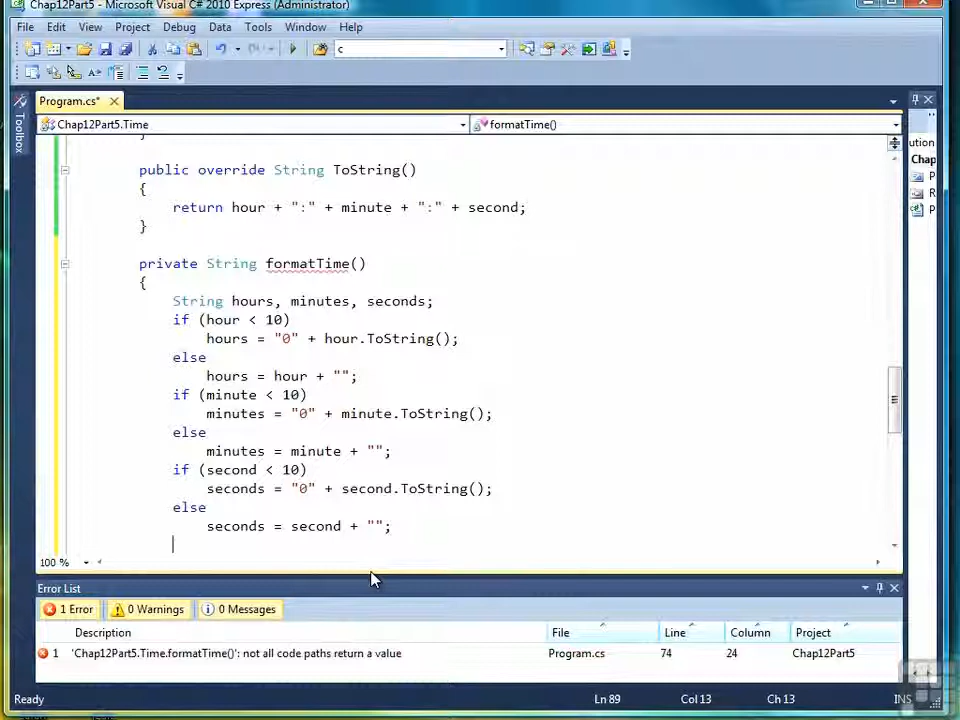 Chap12Part5 - Microsoft Visual C# 2010 Express (Administrator)
File Edit View Project Debug Data Tools Window Help
c
Program.cs*
Toolbox
Chap12Part5.Time formatTime()
ution
Chap
P
R
P
}
public override String ToString()
{
return hour + ":" + minute + ":" + second;
}
private String formatTime()
{
String hours, minutes, seconds;
if (hour < 10)
hours = "0" + hour.ToString();
else
hours = hour + "";
if (minute < 10)
minutes = "0" + minute.ToString();
else
minutes = minute + "";
if (second < 10)
seconds = "0" + second.ToString();
else
seconds = second + "";
100 %
Error List
1 Error 0 Warnings 0 Messages
Description File Line Column Project
1 'Chap12Part5.Time.formatTime()': not all code paths return a value Program.cs 74 24 Chap12Part5
Ready Ln 89 Col 13 Ch 13 INS